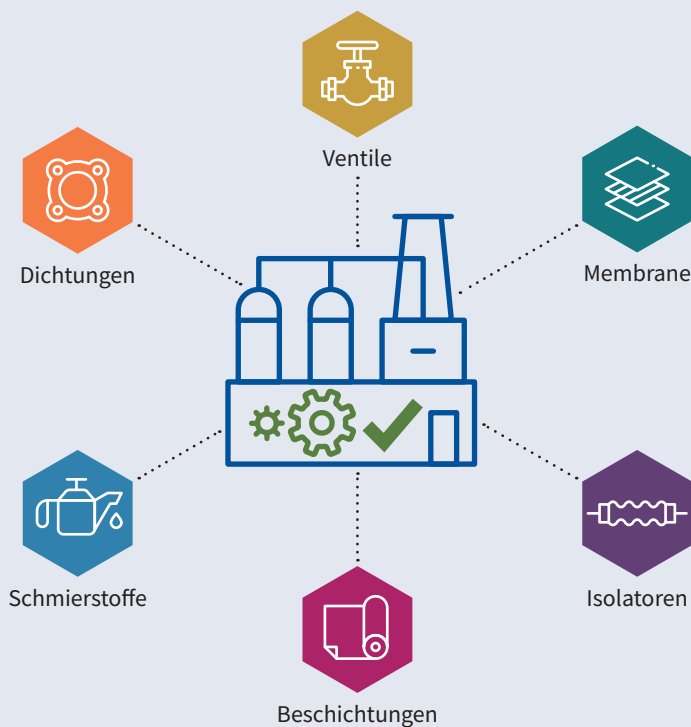 Ventile
Dichtungen
Membrane
Schmierstoffe
Isolatoren
Beschichtungen